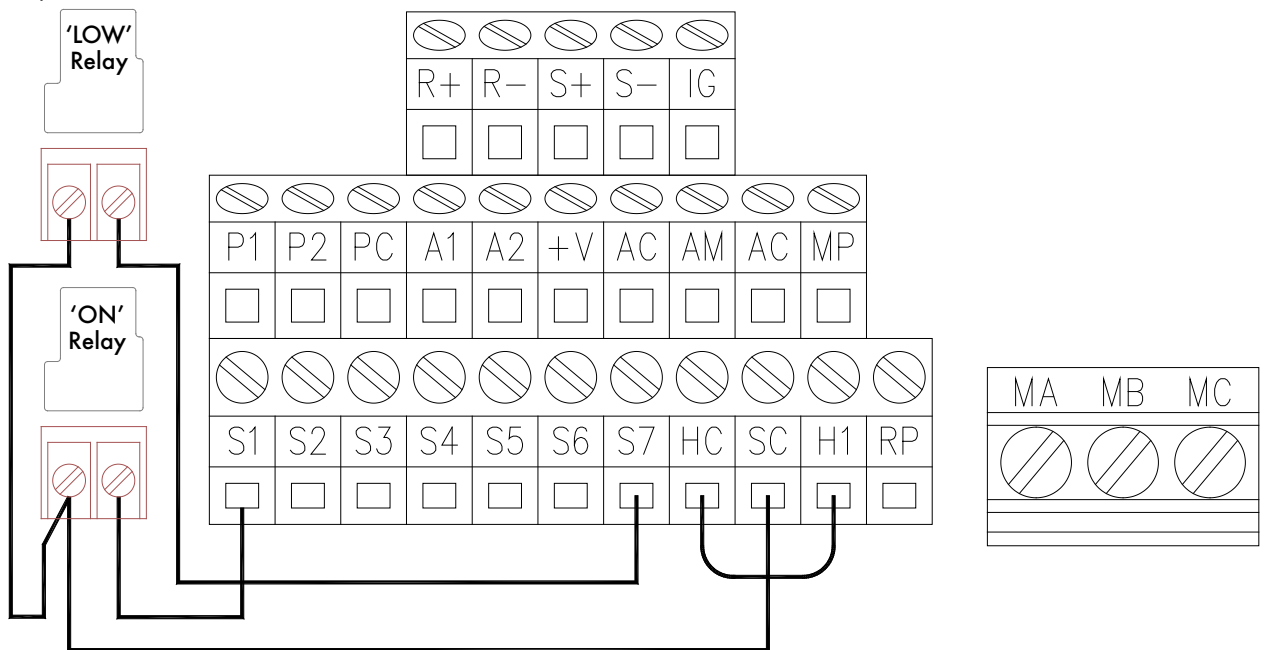 ‘LOW’
Relay
R+ R− S+ S− IG
P1 P2 PC A1 A2 +V AC AM AC MP
‘ON’
Relay
S1 S2 S3 S4 S5 S6 S7 HC SC H1 RP
MA MB MC